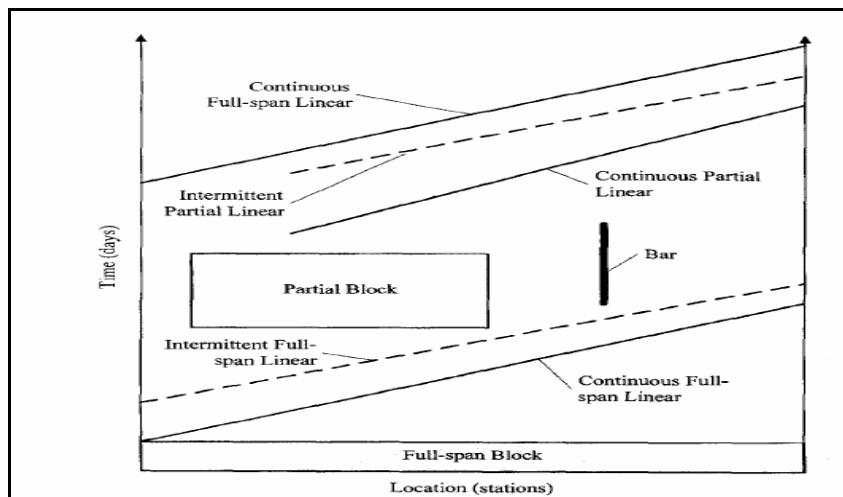 Continuous
Full-span Linear
Intermittent
Partial Linear
Continuous Partial
Linear
Time (days)
Bar
Partial Block
Intermittent Full-
span Linear
Continuous Full-
span Linear
Full-span Block
Location (stations)